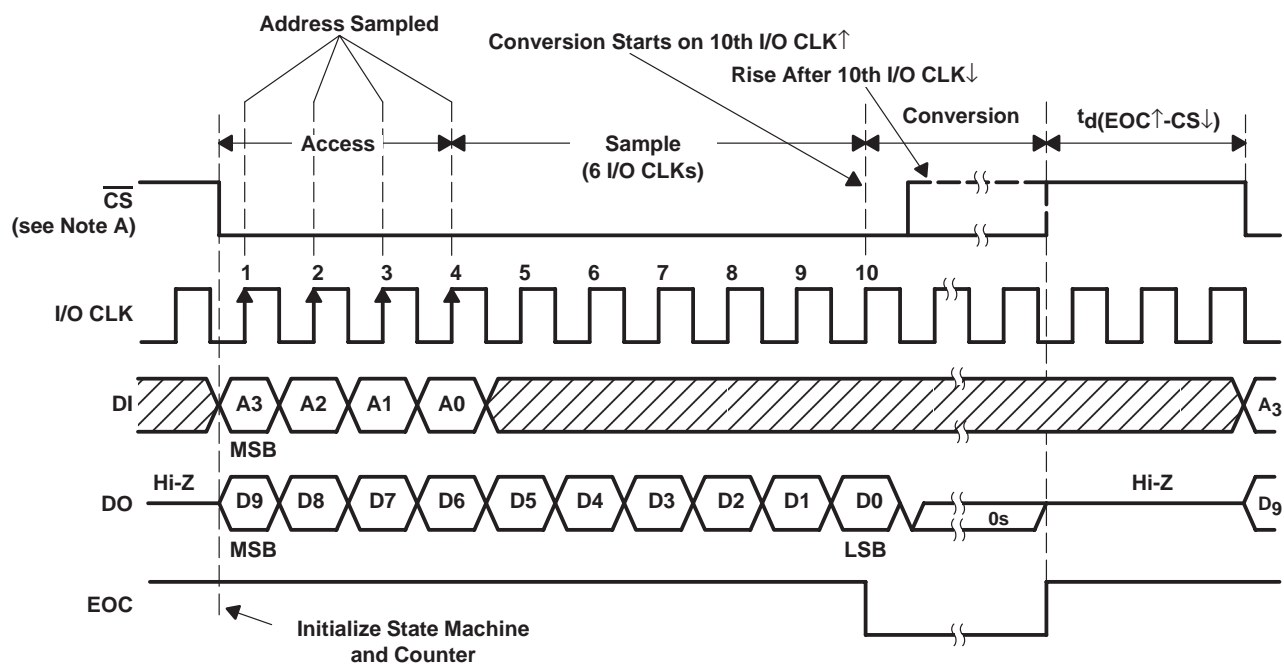 Address Sampled
Conversion Starts on 10th I/O CLK↑
Rise After 10th I/O CLK↓
Access
Sample
(6 I/O CLKs)
Conversion
td(EOC↑-CS↓)
CS
(see Note A)
1 2 3 4 5 6 7 8 9 10
I/O CLK
DI
A3 A2 A1 A0 A3
MSB
Hi-Z
DO
D9 D8 D7 D6 D5 D4 D3 D2 D1 D0 0s Hi-Z D9
MSB LSB
EOC
Initialize State Machine
and Counter